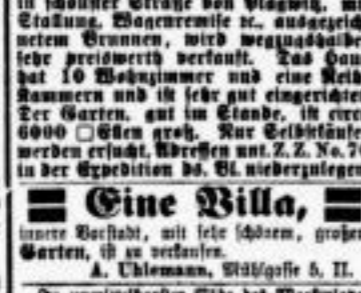 in schönster Straße von Plagwitz, mit
Stallung, Wagenremise ꝛc., ausgezeich
netem Brunnen, wird wegzugshalber
sehr preiswerth verkauft. Das Haus
hat 10 Wohnzimmer und eine Reihe
Kammern und ist sehr gut eingerichtet
Der Garten, gut im Stande, ist circa
6000 □Ellen groß. Nur Selbstkäufer
werden ersucht, Adressen unt. Z. Z. No. 7
in der Expedition ds. Bl. niederzulegen
Eine Villa,
innere Vorstadt, mit sehr schönem, großen
Garten, ist zu verkaufen.
A. Uhlemann, Mühlgasse 5, II.